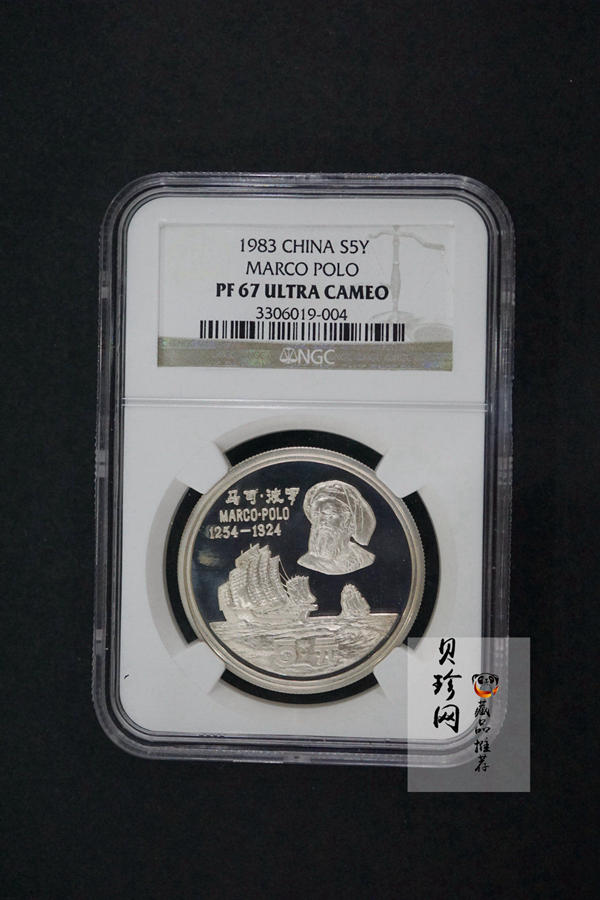 1983 CHINA S5Y
MARCO POLO
PF 67 ULTRA CAMEO
3306019-004
NGC
马可·波罗
MARCO·POLO
1254—1324
5元
贝珍网
藏品推荐